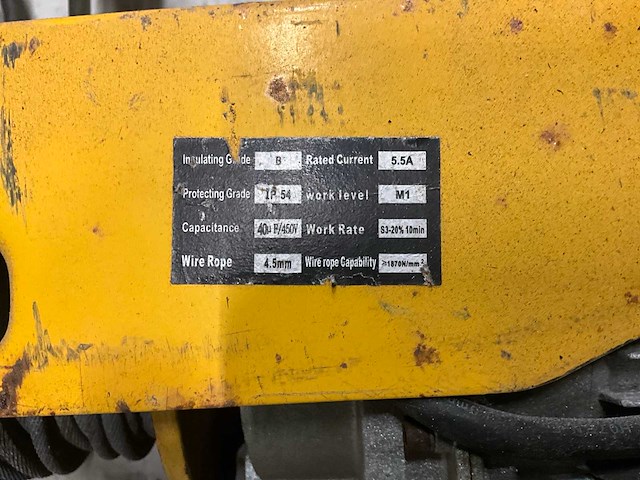 Insulating Grade B Rated Current 5.5A
Protecting Grade IP 54 work level M1
Capacitance 40μF/450V Work Rate S3-20% 10min
Wire Rope 4.5mm Wire rope Capability ≥1870N/mm²